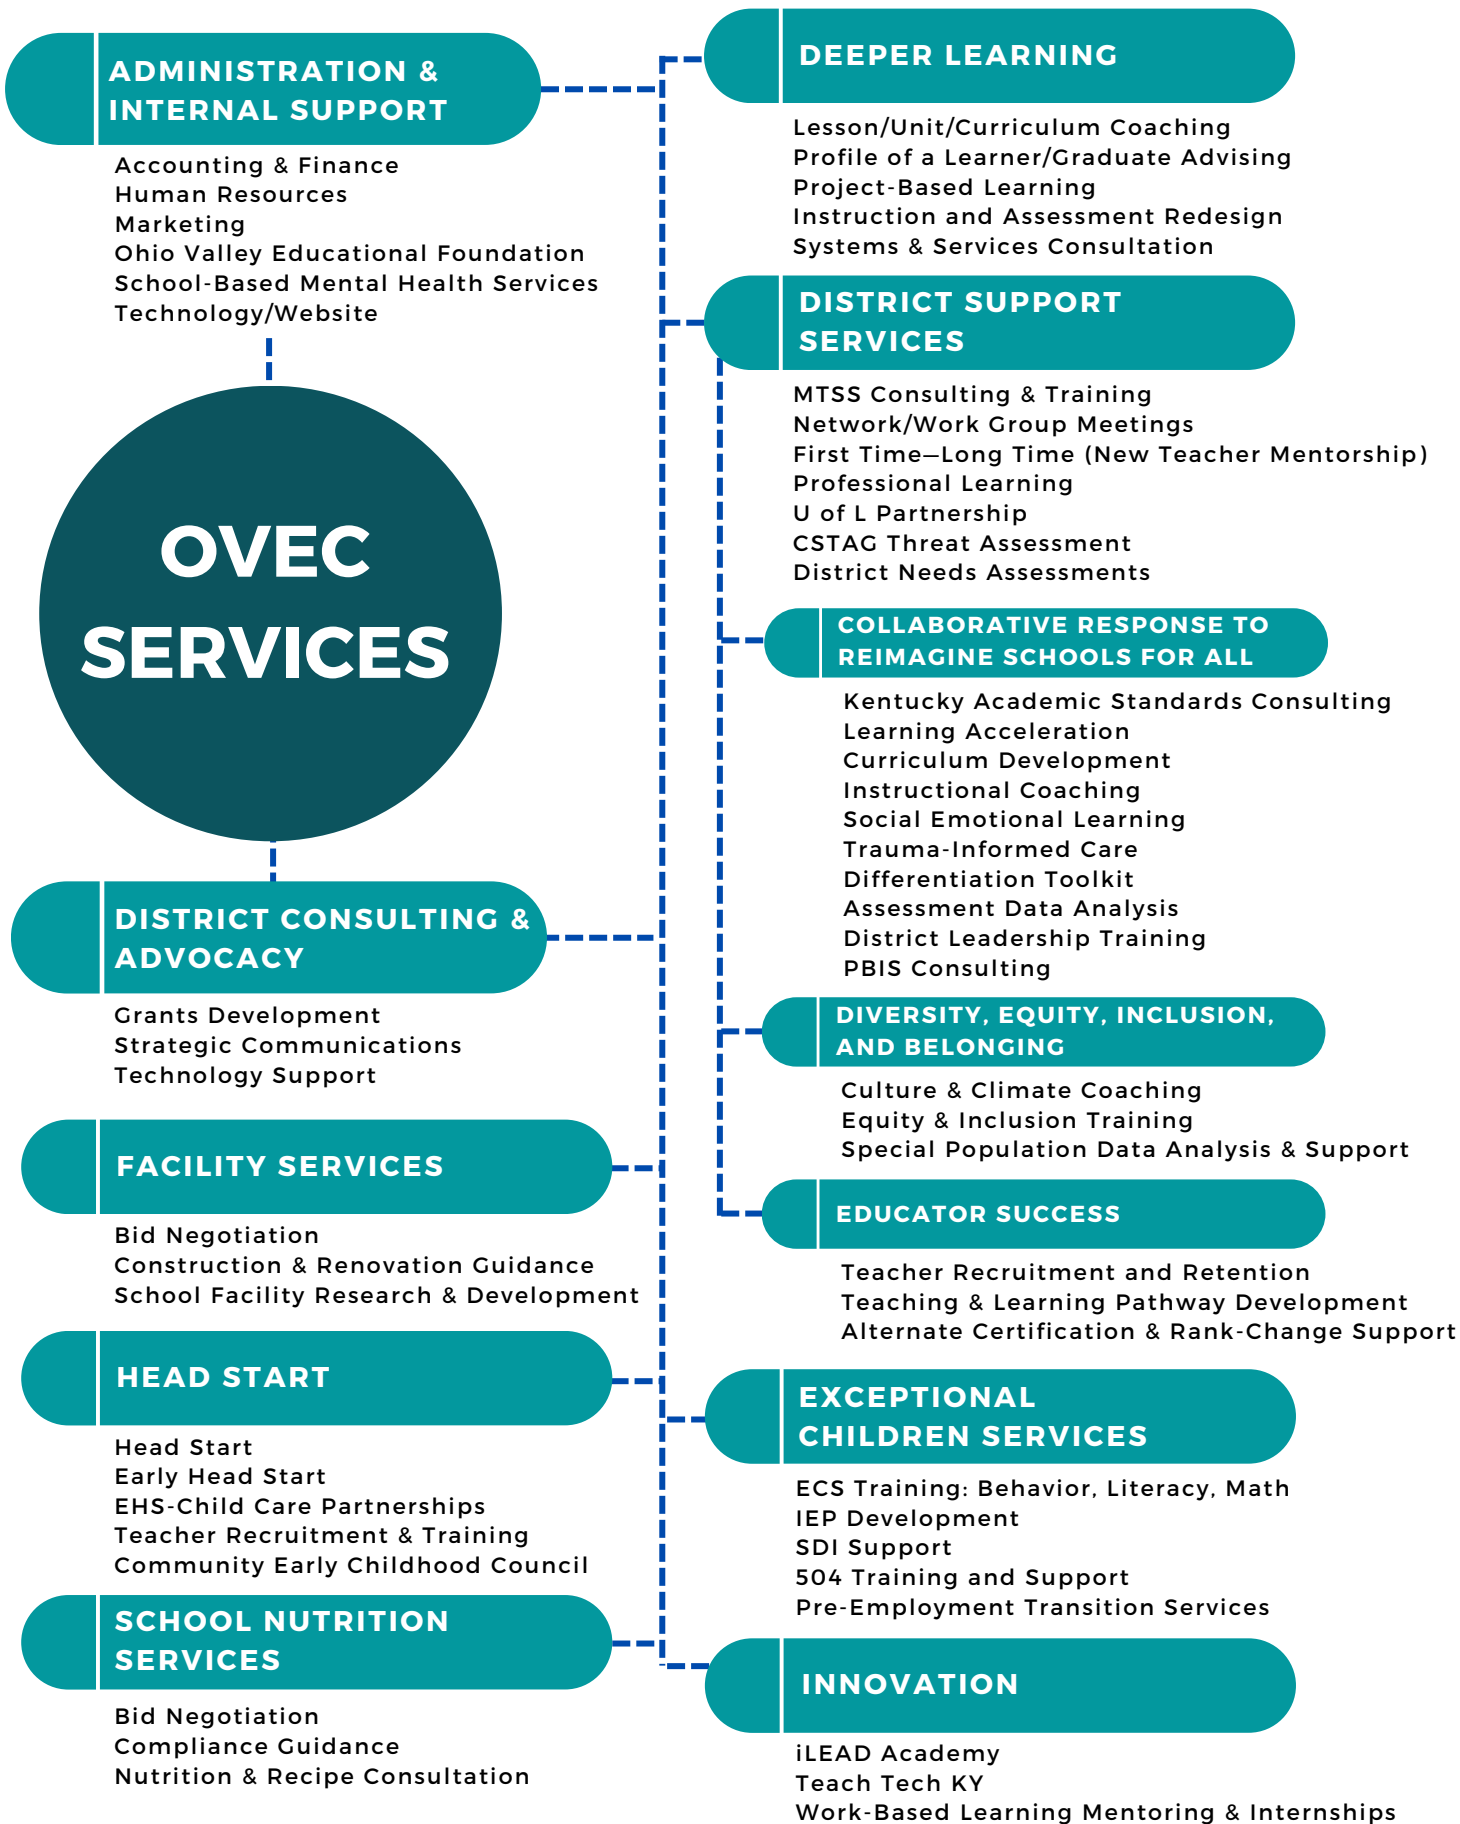 ADMINISTRATION &
INTERNAL SUPPORT
Accounting & Finance
Human Resources
Marketing
Ohio Valley Educational Foundation
School-Based Mental Health Services
Technology/Website
OVEC
SERVICES
DISTRICT CONSULTING &
ADVOCACY
Grants Development
Strategic Communications
Technology Support
FACILITY SERVICES
Bid Negotiation
Construction & Renovation Guidance
School Facility Research & Development
HEAD START
Head Start
Early Head Start
EHS-Child Care Partnerships
Teacher Recruitment & Training
Community Early Childhood Council
SCHOOL NUTRITION
SERVICES
Bid Negotiation
Compliance Guidance
Nutrition & Recipe Consultation
DEEPER LEARNING
Lesson/Unit/Curriculum Coaching
Profile of a Learner/Graduate Advising
Project-Based Learning
Instruction and Assessment Redesign
Systems & Services Consultation
DISTRICT SUPPORT
SERVICES
MTSS Consulting & Training
Network/Work Group Meetings
First Time—Long Time (New Teacher Mentorship)
Professional Learning
U of L Partnership
CSTAG Threat Assessment
District Needs Assessments
COLLABORATIVE RESPONSE TO
REIMAGINE SCHOOLS FOR ALL
Kentucky Academic Standards Consulting
Learning Acceleration
Curriculum Development
Instructional Coaching
Social Emotional Learning
Trauma-Informed Care
Differentiation Toolkit
Assessment Data Analysis
District Leadership Training
PBIS Consulting
DIVERSITY, EQUITY, INCLUSION,
AND BELONGING
Culture & Climate Coaching
Equity & Inclusion Training
Special Population Data Analysis & Support
EDUCATOR SUCCESS
Teacher Recruitment and Retention
Teaching & Learning Pathway Development
Alternate Certification & Rank-Change Support
EXCEPTIONAL
CHILDREN SERVICES
ECS Training: Behavior, Literacy, Math
IEP Development
SDI Support
504 Training and Support
Pre-Employment Transition Services
INNOVATION
iLEAD Academy
Teach Tech KY
Work-Based Learning Mentoring & Internships